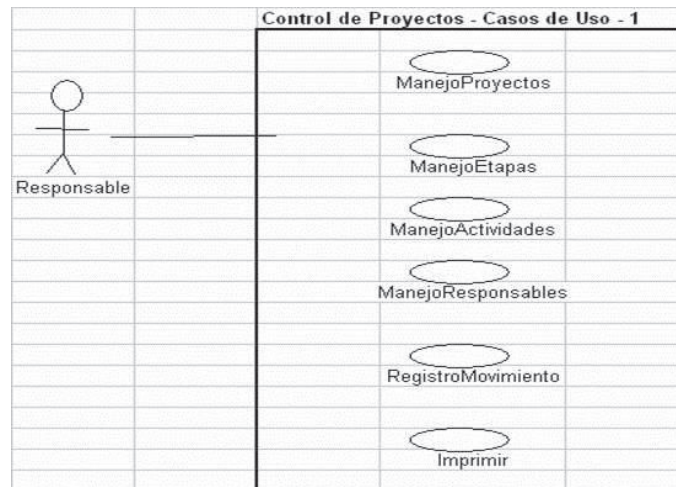 Control de Proyectos - Casos de Uso - 1
ManejoProyectos
Responsable
ManejoEtapas
ManejoActividades
ManejoResponsables
RegistroMovimiento
Imprimir